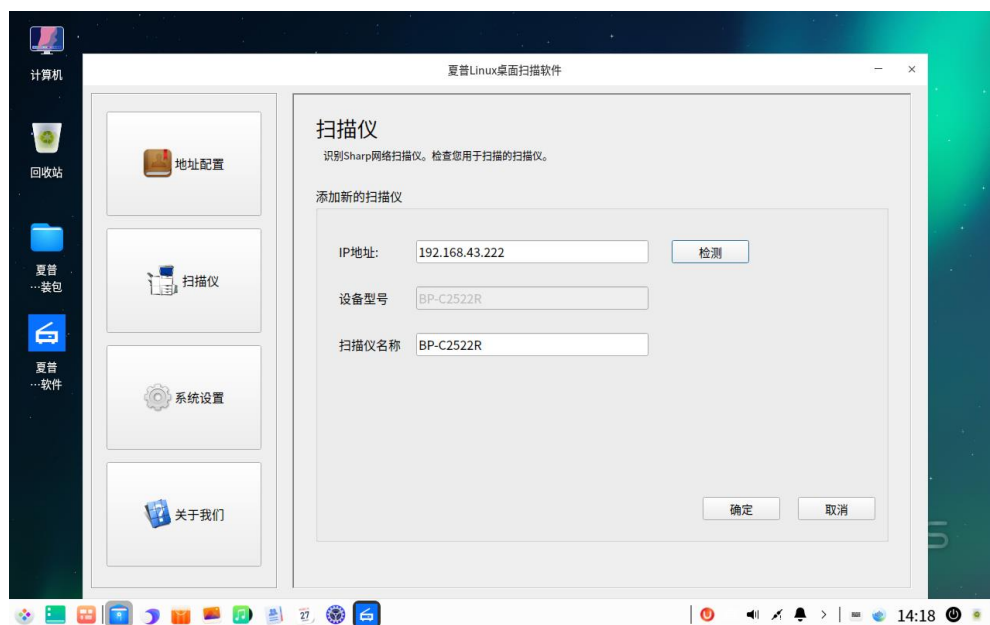 计算机
回收站
夏普
…装包
夏普
…软件
夏普Linux桌面扫描软件
地址配置
扫描仪
系统设置
关于我们
扫描仪
识别Sharp网络扫描仪。检查您用于扫描的扫描仪。
添加新的扫描仪
IP地址:
192.168.43.222
检测
设备型号
BP-C2522R
扫描仪名称
BP-C2522R
确定
取消
S
27
14:18